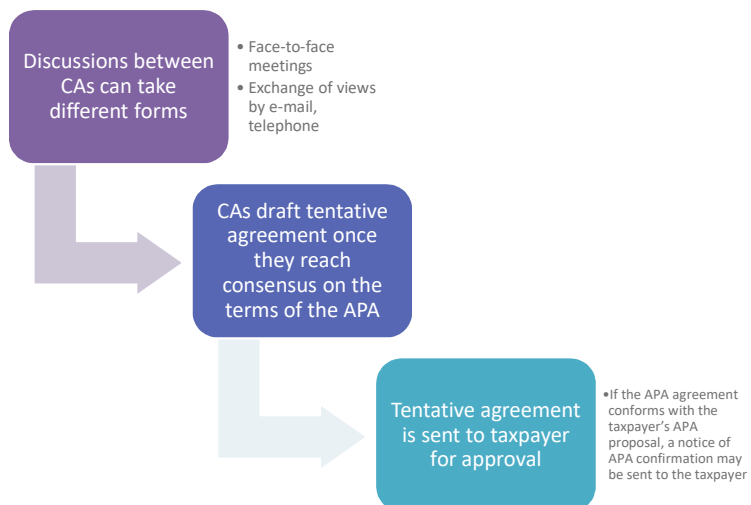 Discussions between
CAs can take
different forms
• Face-to-face
meetings
• Exchange of views
by e-mail,
telephone
CAs draft tentative
agreement once
they reach
consensus on the
terms of the APA
Tentative agreement
is sent to taxpayer
for approval
•If the APA agreement
conforms with the
taxpayer's APA
proposal, a notice of
APA confirmation may
be sent to the taxpayer